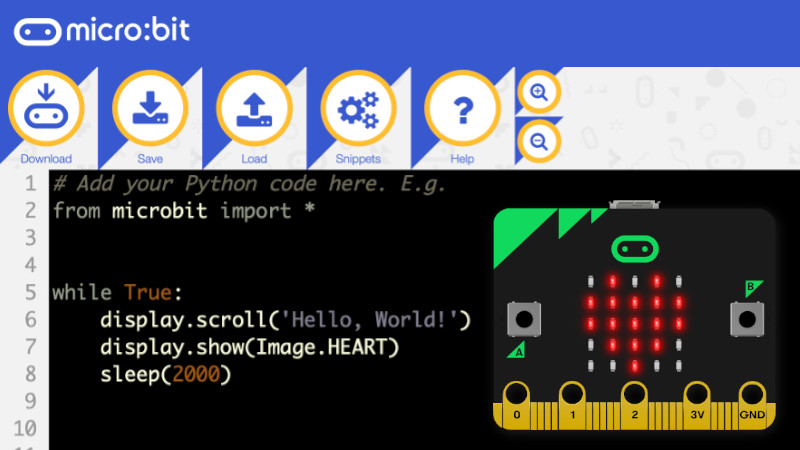 micro:bit
Download Save Load Snippets Help
1 # Add your Python code here. E.g.
2 from microbit import *
3
4
5 while True:
6     display.scroll('Hello, World!')
7     display.show(Image.HEART)
8     sleep(2000)
9
10
B
A
0 1 2 3V GND